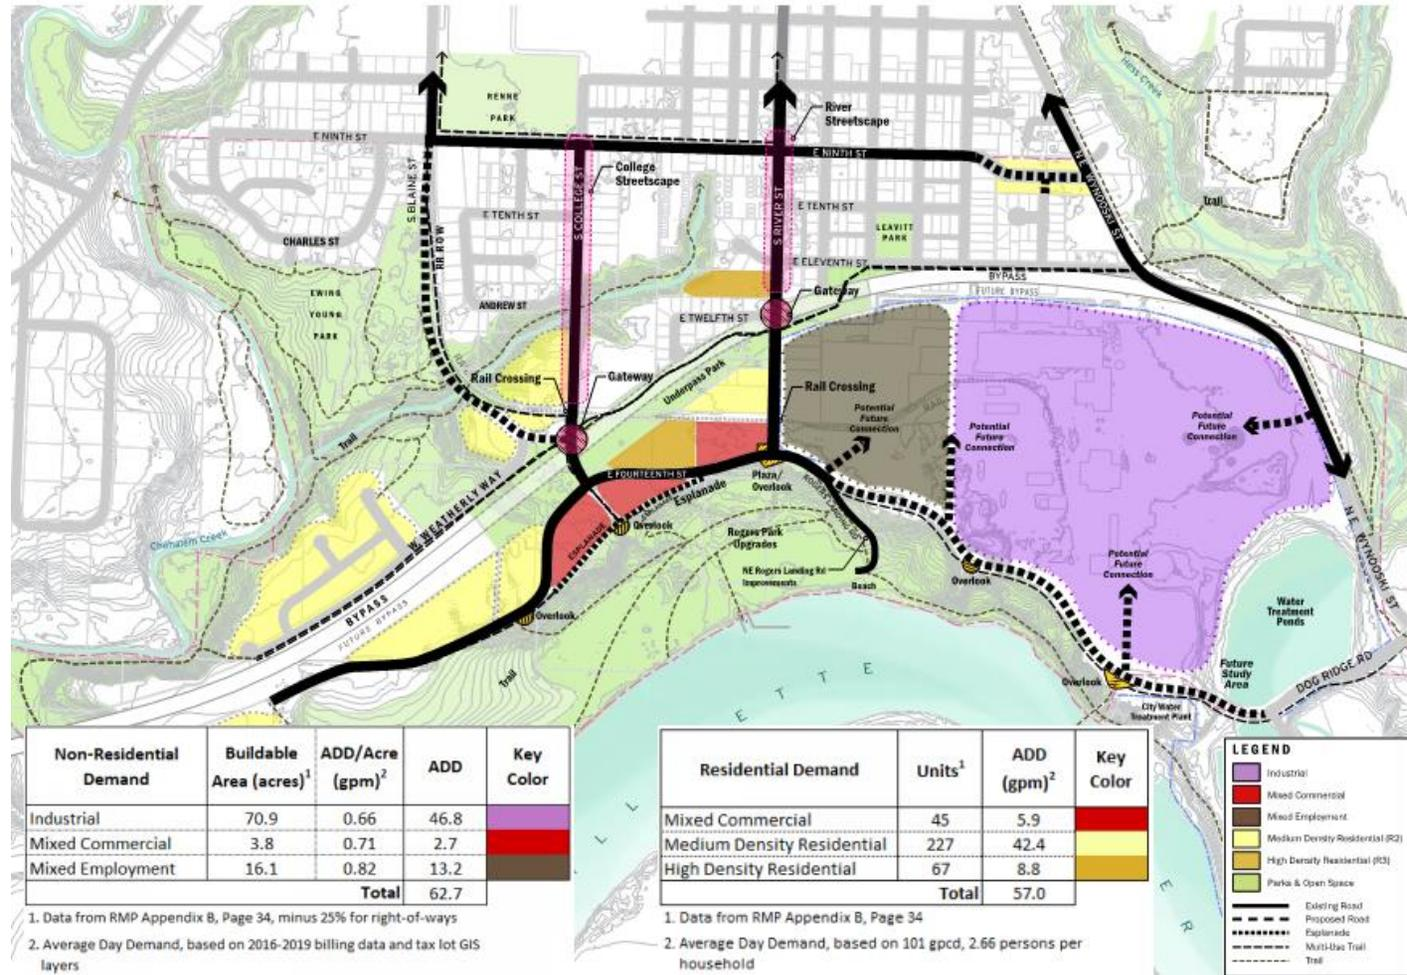 Hess Creek
RENNE
PARK
River
Streetscape
E NINTH ST
E NINTH ST
College
Streetscape
S BLAINE ST
RR ROW
S COLLEGE ST
S RIVER ST
NE WYNOOSKI ST
E TENTH ST
E TENTH ST
Trail
LEAVITT
PARK
CHARLES ST
E ELEVENTH ST
BYPASS
FUTURE BYPASS
EWING
YOUNG
PARK
ANDREW ST
Gateway
E TWELFTH ST
Underpass Park
Rail Crossing
Gateway
Rail Crossing
Potential
Future
Connection
Potential
Future
Connection
Potential
Future
Connection
Trail
E FOURTEENTH ST
Plaza/
Overlook
Esplanade
W WEATHERLY WAY
Overlook
ESPLANADE
ROGERS LANDING RD
NE WYNOOSKI ST
Chehalem Creek
Rogers Park
Upgrades
Potential
Future
Connection
NE Rogers Landing Rd
Improvements
Beach
Overlook
BYPASS
FUTURE BYPASS
Overlook
Water
Treatment
Ponds
Trail
Future
Study
Area
DOG RIDGE RD
Overlook
City Water
Treatment Plant
L L
E T T E
E R
Non-Residential Demand Buildable Area (acres)1 ADD/Acre (gpm)2 ADD Key Color
Industrial 70.9 0.66 46.8
Mixed Commercial 3.8 0.71 2.7
Mixed Employment 16.1 0.82 13.2
Total 62.7
1. Data from RMP Appendix B, Page 34, minus 25% for right-of-ways
2. Average Day Demand, based on 2016-2019 billing data and tax lot GIS
layers
Residential Demand Units1 ADD (gpm)2 Key Color
Mixed Commercial 45 5.9
Medium Density Residential 227 42.4
High Density Residential 67 8.8
Total 57.0
1. Data from RMP Appendix B, Page 34
2. Average Day Demand, based on 101 gpcd, 2.66 persons per
household
LEGEND
Industrial
Mixed Commercial
Mixed Employment
Medium Density Residential (R2)
High Density Residential (R3)
Parks & Open Space
Existing Road
Proposed Road
Esplanade
Multi-Use Trail
Trail